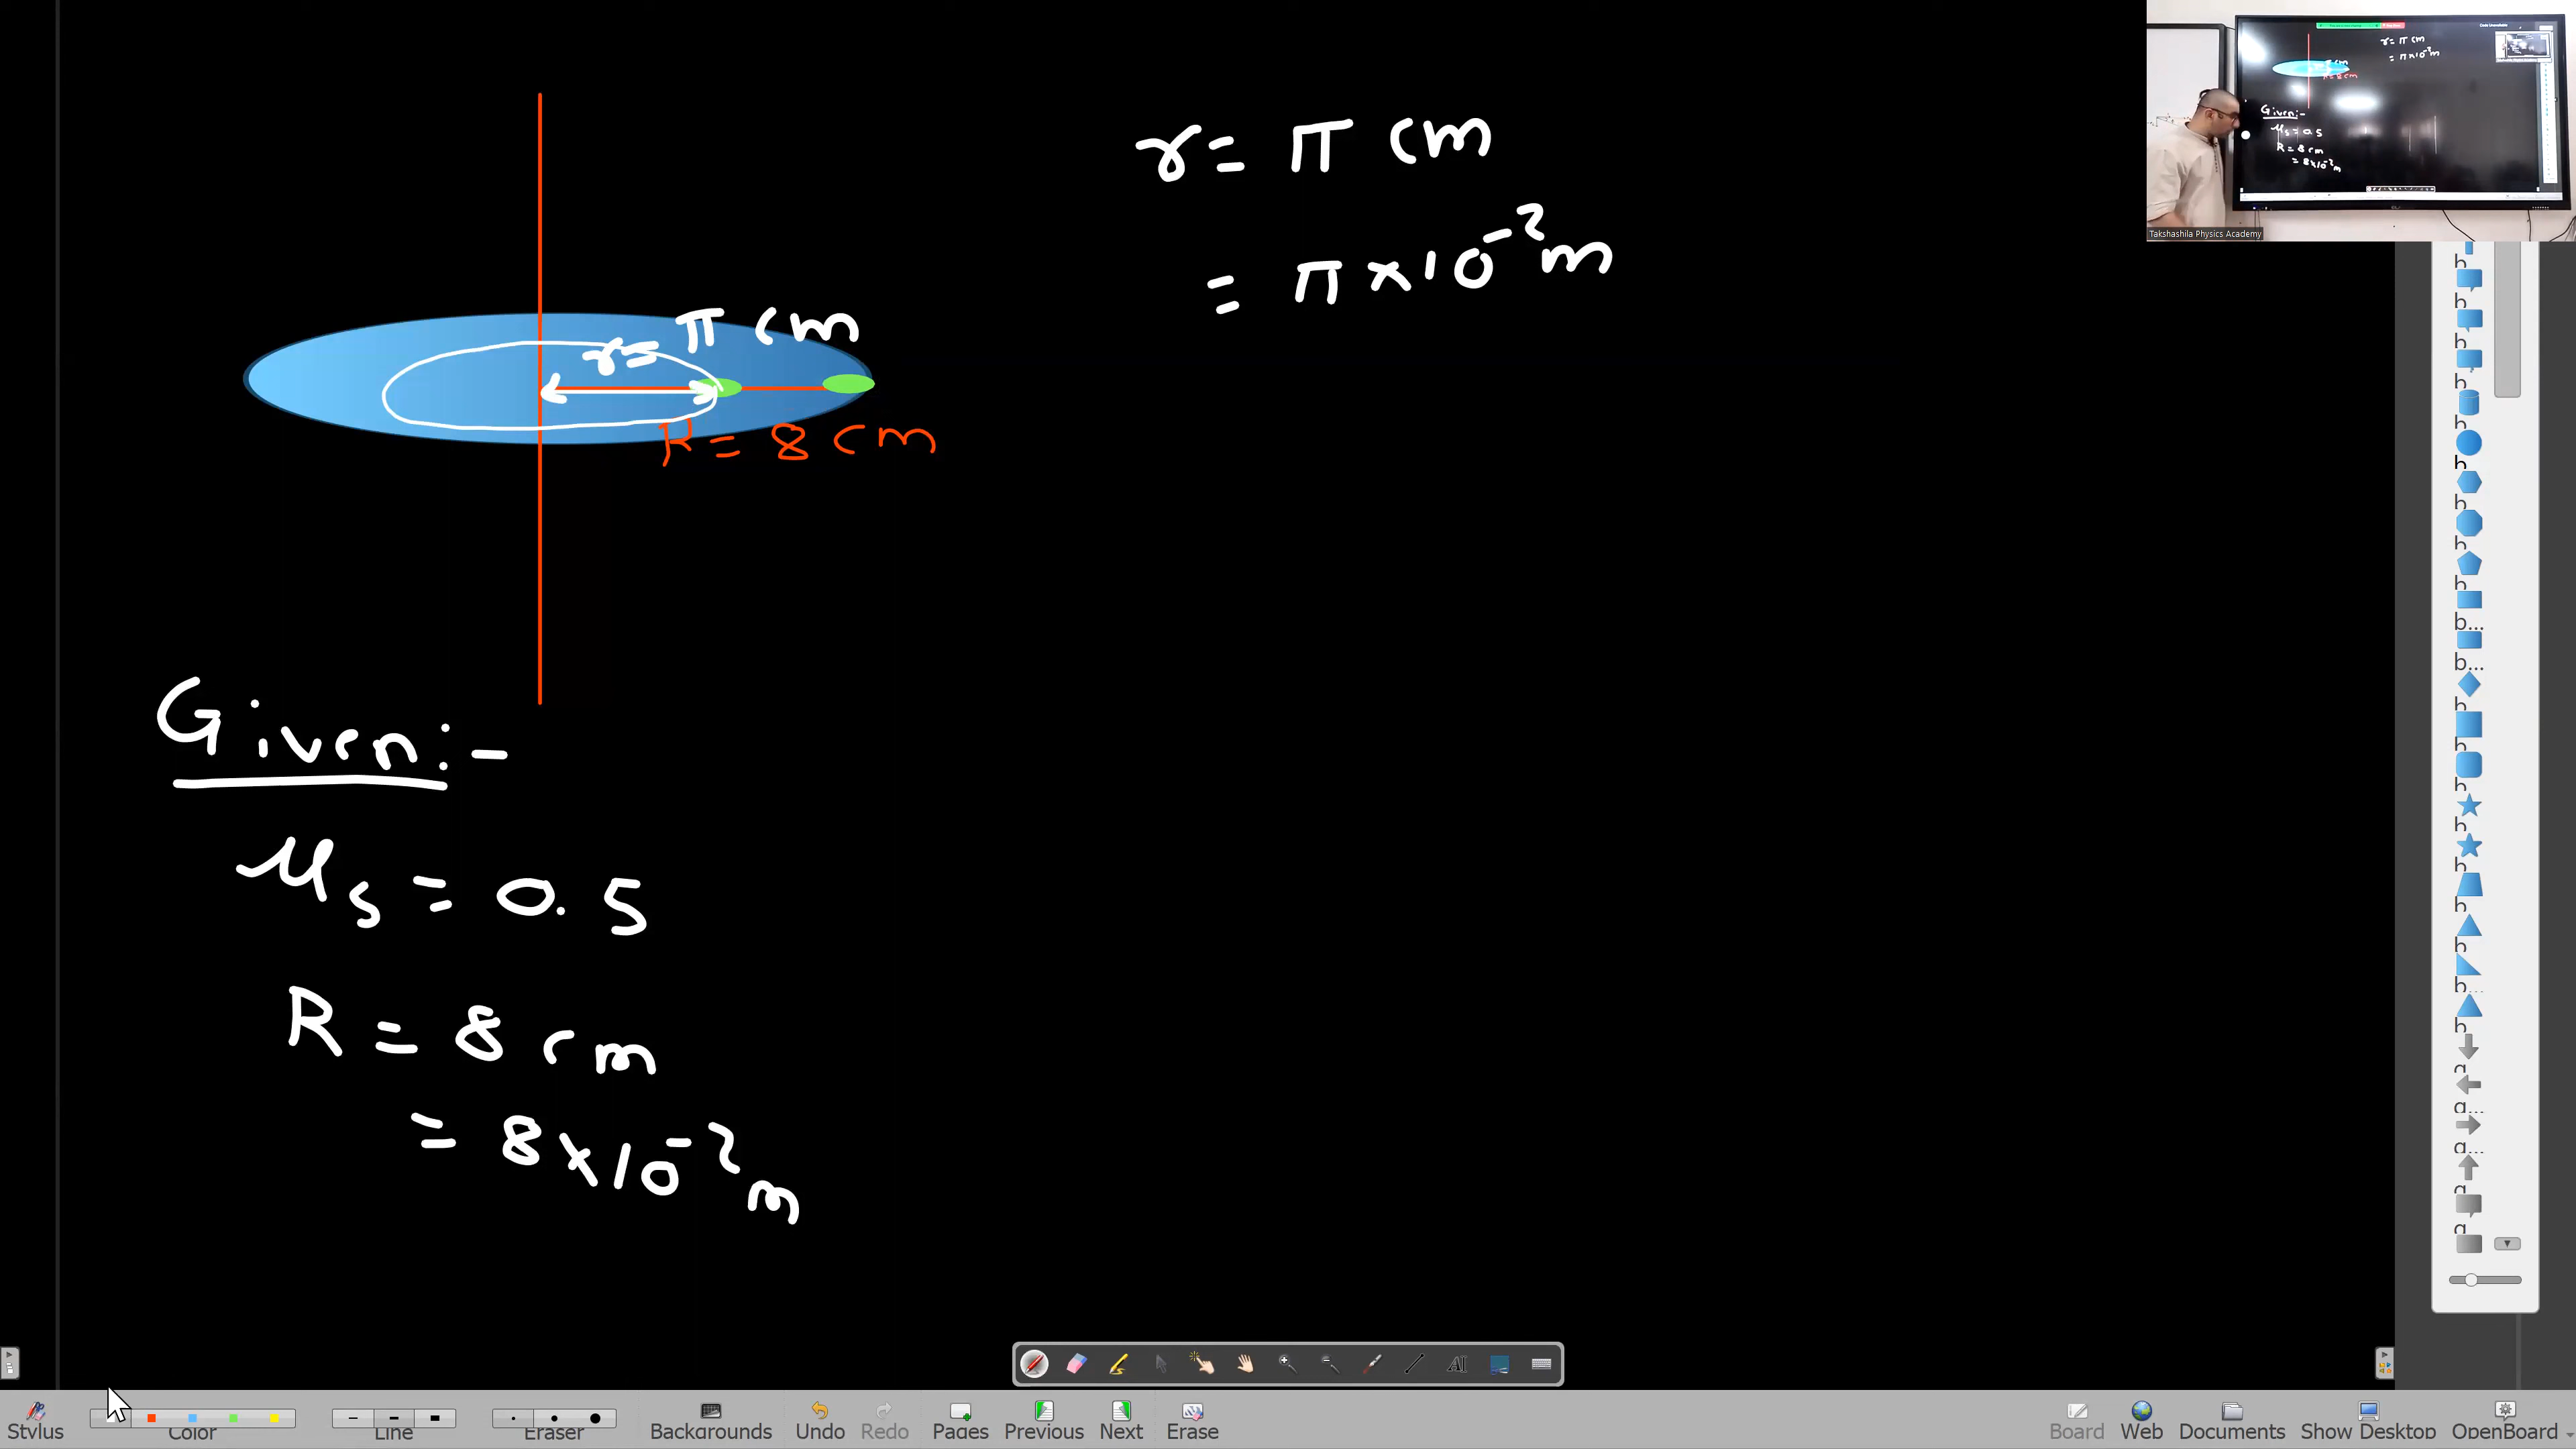 r = π cm
= π × 10⁻² m
r = π cm
R = 8 cm
Given:-
μₛ = 0.5
R = 8 cm
= 8 × 10⁻² m
Takshashila Physics Academy
Stylus
Color
Line
Eraser
Backgrounds
Undo
Redo
Pages
Previous
Next
Erase
Board
Web
Documents
Show Desktop
OpenBoard